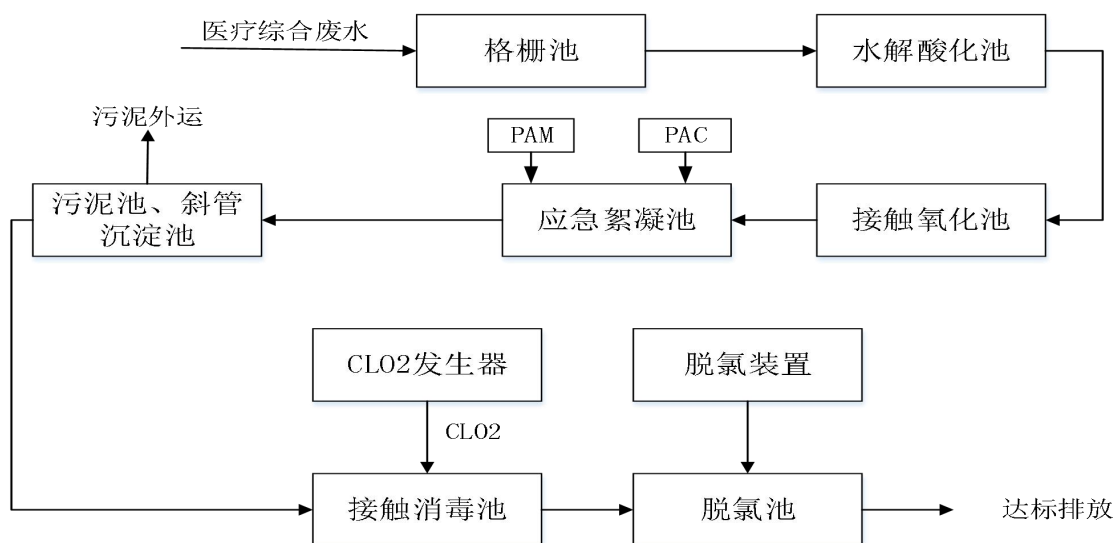 医疗综合废水
格栅池
水解酸化池
污泥外运
PAM
PAC
污泥池、斜管
沉淀池
应急絮凝池
接触氧化池
CLO2发生器
脱氯装置
CLO2
接触消毒池
脱氯池
达标排放